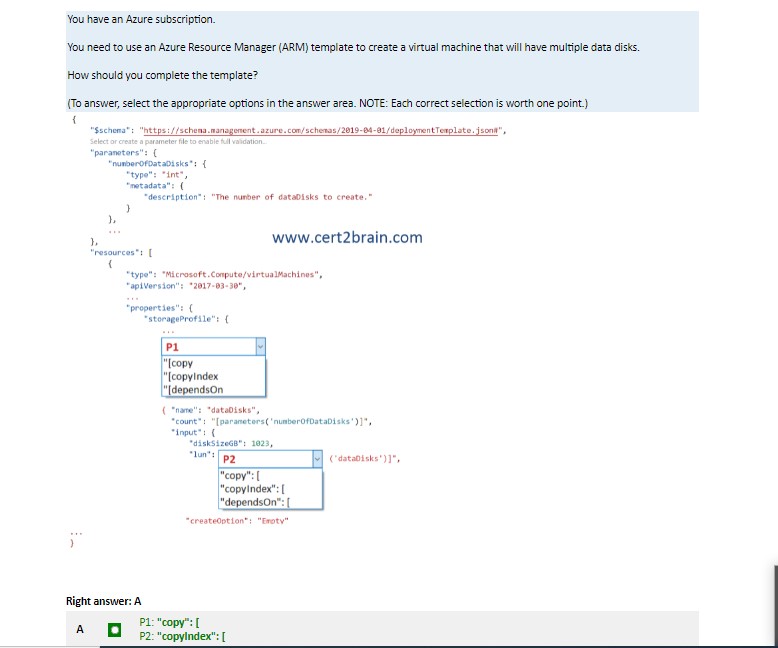 You have an Azure subscription.
You need to use an Azure Resource Manager (ARM) template to create a virtual machine that will have multiple data disks.
How should you complete the template?
(To answer, select the appropriate options in the answer area. NOTE: Each correct selection is worth one point.)
{
"$schema": "https://schema.management.azure.com/schemas/2019-04-01/deploymentTemplate.json#",
Select or create a parameter file to enable full validation...
"parameters": {
"numberOfDataDisks": {
"type": "int",
"metadata": {
"description": "The number of dataDisks to create."
}
},
...
},
www.cert2brain.com
"resources": [
{
"type": "Microsoft.Compute/virtualMachines",
"apiVersion": "2017-03-30",
...
"properties": {
"storageProfile": {
...
P1
"[copy
"[copyIndex
"[dependsOn
{ "name": "dataDisks",
"count": "[parameters('numberOfDataDisks')]",
"input": {
"diskSizeGB": 1023,
"lun": P2 ('dataDisks')]",
"copy": [
"copyIndex": [
"dependsOn": [
"createOption": "Empty"
...
}
Right answer: A
A P1: "copy": [
P2: "copyIndex": [